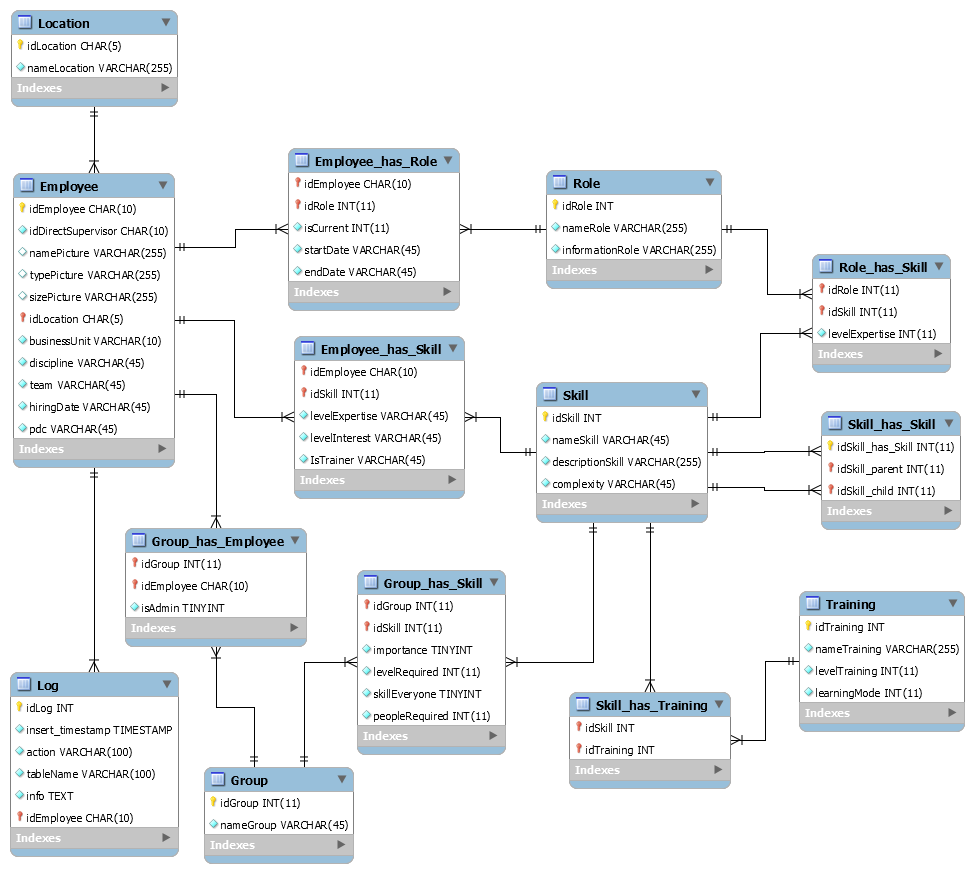 Location
idLocation CHAR(5)
nameLocation VARCHAR(255)
Indexes
Employee
idEmployee CHAR(10)
idDirectSupervisor CHAR(10)
namePicture VARCHAR(255)
typePicture VARCHAR(255)
sizePicture VARCHAR(255)
idLocation CHAR(5)
businessUnit VARCHAR(10)
discipline VARCHAR(45)
team VARCHAR(45)
hiringDate VARCHAR(45)
pdc VARCHAR(45)
Indexes
Employee_has_Role
idEmployee CHAR(10)
idRole INT(11)
isCurrent INT(11)
startDate VARCHAR(45)
endDate VARCHAR(45)
Indexes
Role
idRole INT
nameRole VARCHAR(255)
informationRole VARCHAR(255)
Indexes
Role_has_Skill
idRole INT(11)
idSkill INT(11)
levelExpertise INT(11)
Indexes
Employee_has_Skill
idEmployee CHAR(10)
idSkill INT(11)
levelExpertise VARCHAR(45)
levelInterest VARCHAR(45)
IsTrainer VARCHAR(45)
Indexes
Skill
idSkill INT
nameSkill VARCHAR(45)
descriptionSkill VARCHAR(255)
complexity VARCHAR(45)
Indexes
Skill_has_Skill
idSkill_has_Skill INT(11)
idSkill_parent INT(11)
idSkill_child INT(11)
Indexes
Group_has_Employee
idGroup INT(11)
idEmployee CHAR(10)
isAdmin TINYINT
Indexes
Group_has_Skill
idGroup INT(11)
idSkill INT(11)
importance TINYINT
levelRequired INT(11)
skillEveryone TINYINT
peopleRequired INT(11)
Indexes
Training
idTraining INT
nameTraining VARCHAR(255)
levelTraining INT(11)
learningMode INT(11)
Indexes
Log
idLog INT
insert_timestamp TIMESTAMP
action VARCHAR(100)
tableName VARCHAR(100)
info TEXT
idEmployee CHAR(10)
Indexes
Skill_has_Training
idSkill INT
idTraining INT
Indexes
Group
idGroup INT(11)
nameGroup VARCHAR(45)
Indexes